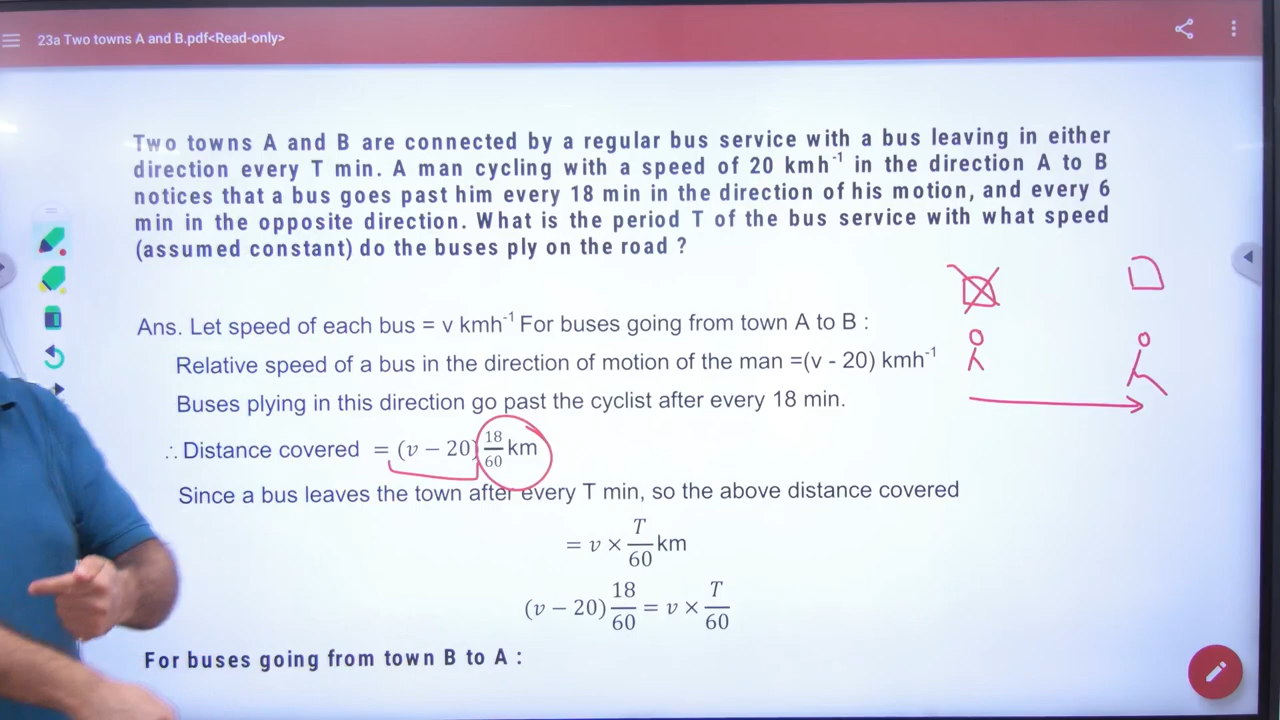 23a Two towns A and B.pdf<Read-only>
Two towns A and B are connected by a regular bus service with a bus leaving in either
direction every T min. A man cycling with a speed of 20 kmh⁻¹ in the direction A to B
notices that a bus goes past him every 18 min in the direction of his motion, and every 6
min in the opposite direction. What is the period T of the bus service with what speed
(assumed constant) do the buses ply on the road ?
Ans. Let speed of each bus = v kmh⁻¹ For buses going from town A to B :
Relative speed of a bus in the direction of motion of the man =(v - 20) kmh⁻¹
Buses plying in this direction go past the cyclist after every 18 min.
∴ Distance covered = (v − 20) 18/60 km
Since a bus leaves the town after every T min, so the above distance covered
= v × T/60 km
(v − 20) 18/60 = v × T/60
For buses going from town B to A :